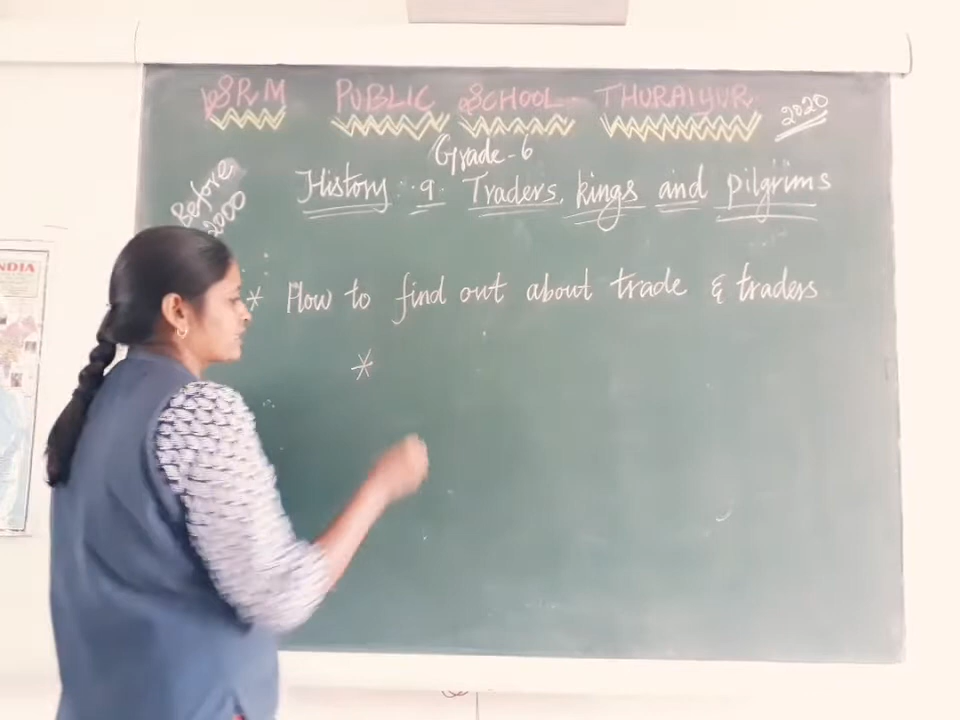 SRM PUBLIC SCHOOL THURAIYUR
2020
Grade-6
Before
2000
History 9. Traders, kings and pilgrims
* How to find out about trade & traders
*
INDIA